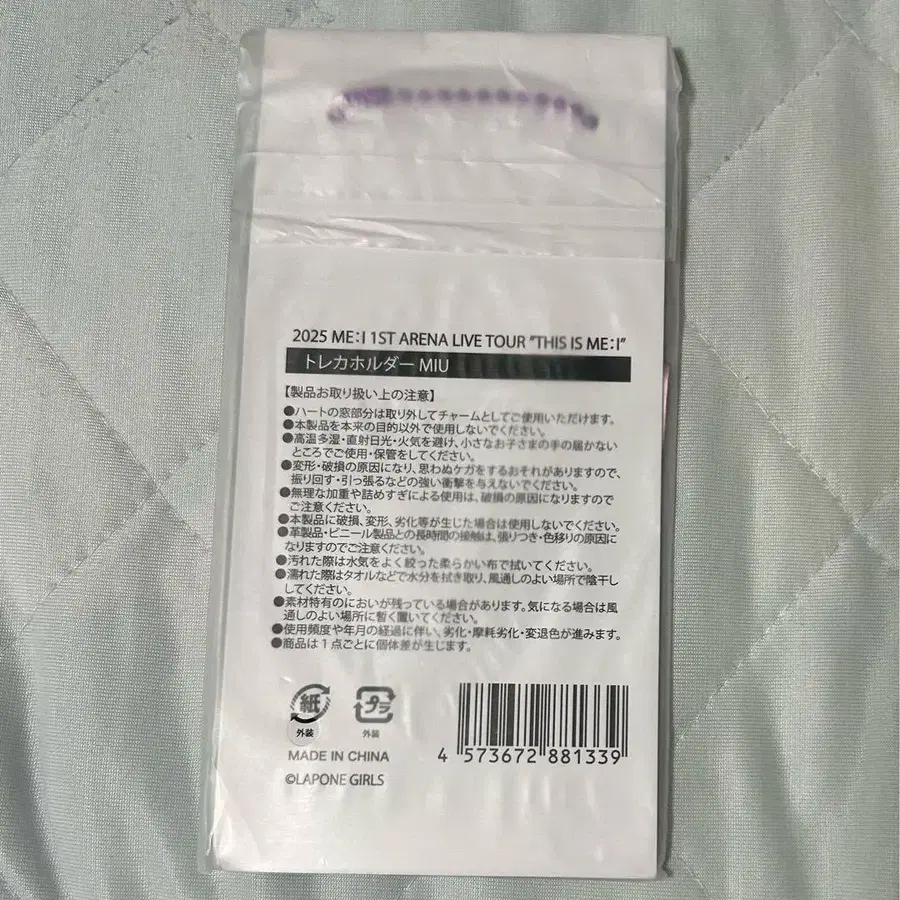 2025 ME:I 1ST ARENA LIVE TOUR "THIS IS ME:I"
トレカホルダー MIU
【製品お取り扱い上の注意】
●ハートの窓部分は取り外してチャームとしてご使用いただけます。
●本製品を本来の目的以外で使用しないでください。
●高温多湿・直射日光・火気を避け、小さなお子さまの手の届かない
ところでご使用・保管をしてください。
●変形・破損の原因になり、思わぬケガをするおそれがありますので、
振り回す・引っ張るなどの強い衝撃を与えないでください。
●無理な加重や詰めすぎによる使用は、破損の原因になりますので
ご注意ください。
●本製品に破損、変形、劣化等が生じた場合は使用しないでください。
●革製品・ビニール製品との長時間の接触は、張りつき・色移りの原因に
なりますのでご注意ください。
●汚れた際は水気をよく絞った柔らかい布で拭いてください。
●濡れた際はタオルなどで水分を拭き取り、風通しのよい場所で陰干し
してください。
●素材特有のにおいが残っている場合があります。気になる場合は風
通しのよい場所に暫く置いてください。
●使用頻度や年月の経過に伴い、劣化・摩耗劣化・変退色が進みます。
●商品は1点ごとに個体差が生じます。
紙 プラ
外装 外装
MADE IN CHINA
©LAPONE GIRLS
4 573672 881339